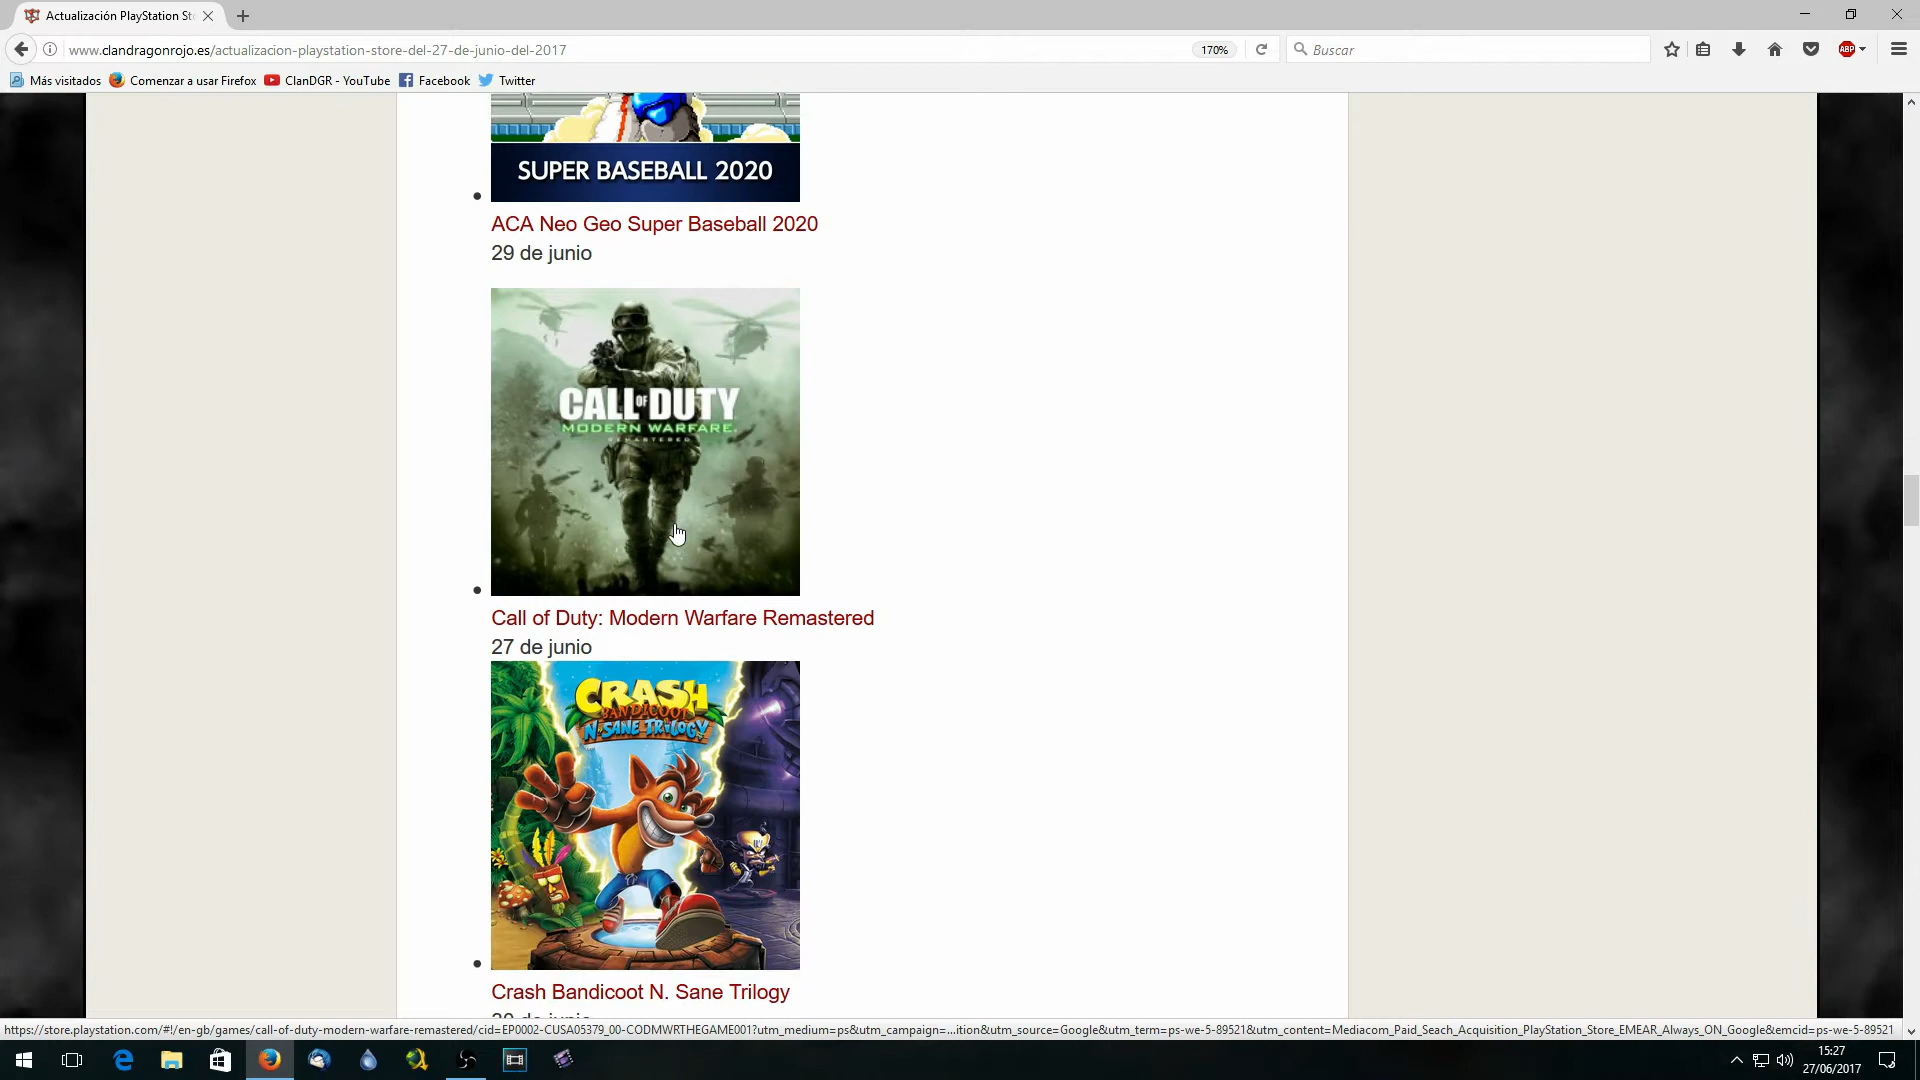 Actualización PlayStation St
www.clandragonrojo.es/actualizacion-playstation-store-del-27-de-junio-del-2017
170%
Buscar
ABP
Más visitados
Comenzar a usar Firefox
ClanDGR - YouTube
Facebook
Twitter
SUPER BASEBALL 2020
ACA Neo Geo Super Baseball 2020
29 de junio
CALL OF DUTY
MODERN WARFARE
REMASTERED
Call of Duty: Modern Warfare Remastered
27 de junio
CRASH
BANDICOOT
N. SANE TRILOGY
Crash Bandicoot N. Sane Trilogy
https://store.playstation.com/#!/en-gb/games/call-of-duty-modern-warfare-remastered/cid=EP0002-CUSA05379_00-CODMWRTHEGAME001?utm_medium=ps&utm_campaign=...ition&utm_source=Google&utm_term=ps-we-5-89521&utm_content=Mediacom_Paid_Seach_Acquisition_PlayStation_Store_EMEAR_Always_ON_Google&emcid=ps-we-5-89521
15:27
27/06/2017